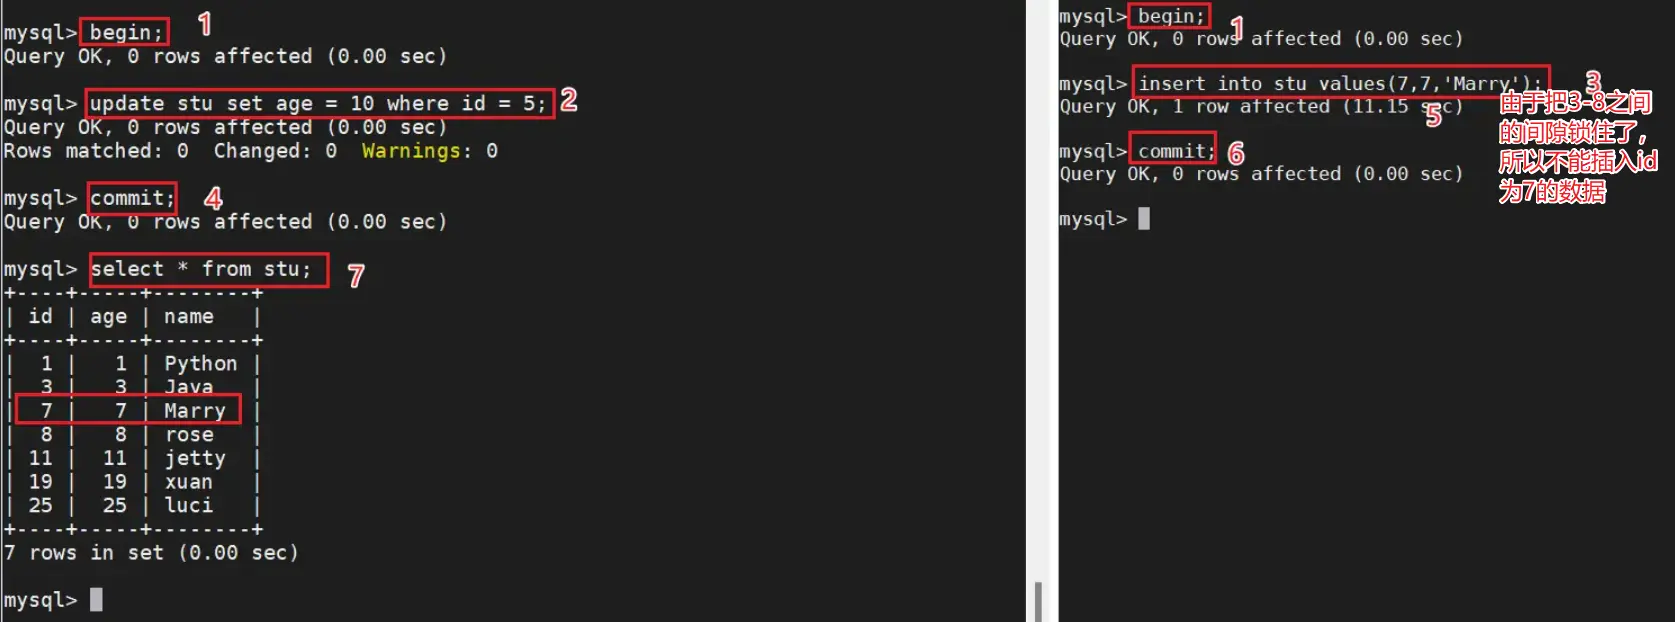 mysql> begin; 1
Query OK, 0 rows affected (0.00 sec)
mysql> update stu set age = 10 where id = 5; 2
Query OK, 0 rows affected (0.00 sec)
Rows matched: 0  Changed: 0  Warnings: 0
mysql> commit; 4
Query OK, 0 rows affected (0.00 sec)
mysql> select * from stu; 7
+----+-----+--------+
| id | age | name   |
+----+-----+--------+
|  1 |   1 | Python |
|  3 |   3 | Java   |
|  7 |   7 | Marry  |
|  8 |   8 | rose   |
| 11 |  11 | jetty  |
| 19 |  19 | xuan   |
| 25 |  25 | luci   |
+----+-----+--------+
7 rows in set (0.00 sec)
mysql>
mysql> begin; 1
Query OK, 0 rows affected (0.00 sec)
mysql> insert into stu values(7,7,'Marry'); 3
Query OK, 1 row affected (11.15 sec) 5
由于把3-8之间
的间隙锁住了，
所以不能插入id
为7的数据
mysql> commit; 6
Query OK, 0 rows affected (0.00 sec)
mysql>